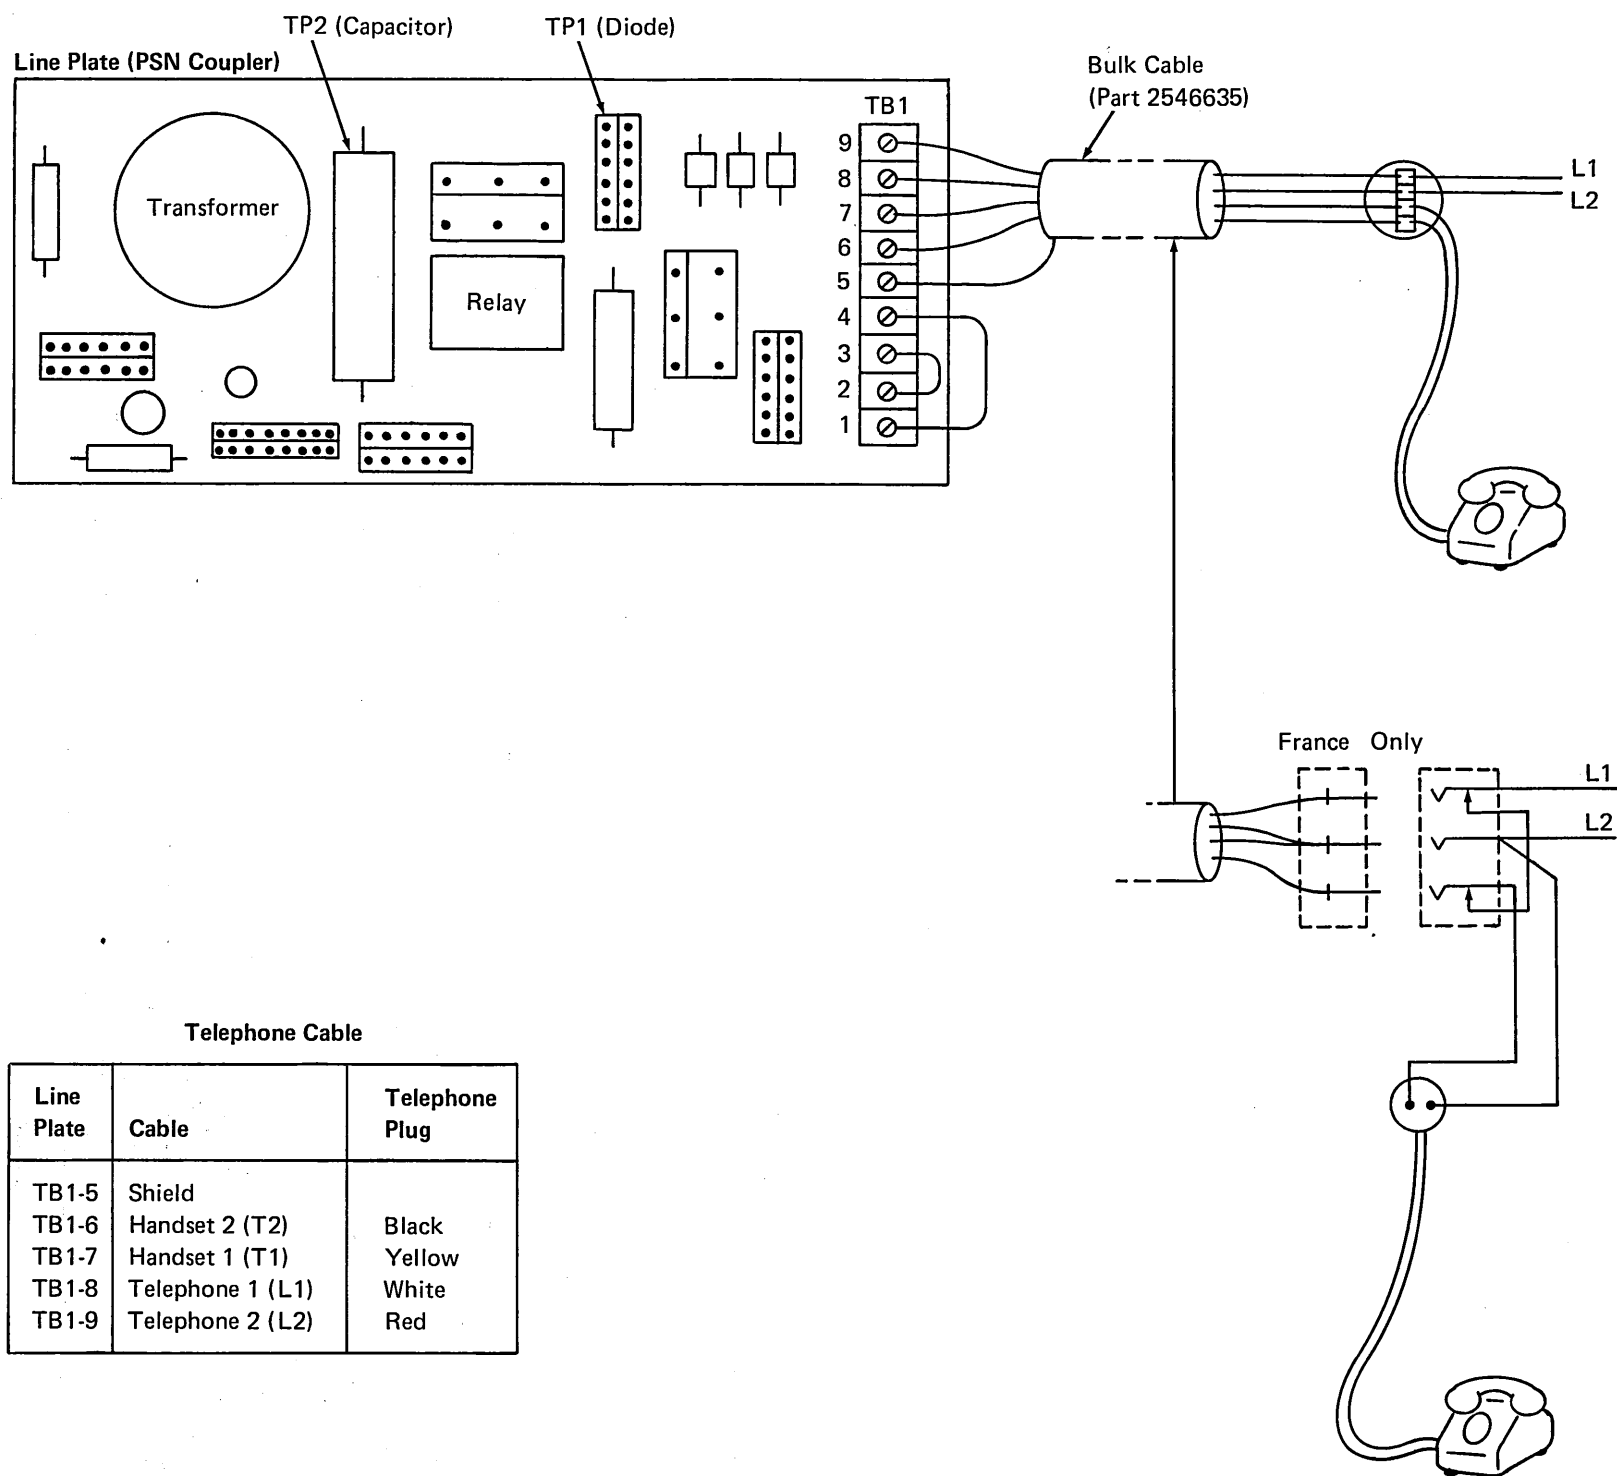 TP2 (Capacitor)
TP1 (Diode)
Line Plate (PSN Coupler)
Bulk Cable
(Part 2546635)
TB1
9
8
7
6
5
4
3
2
1
Transformer
Relay
L1
L2
France Only
L1
L2
Telephone Cable
Line Plate
Cable
Telephone Plug
TB1-5 Shield
TB1-6 Handset 2 (T2) Black
TB1-7 Handset 1 (T1) Yellow
TB1-8 Telephone 1 (L1) White
TB1-9 Telephone 2 (L2) Red